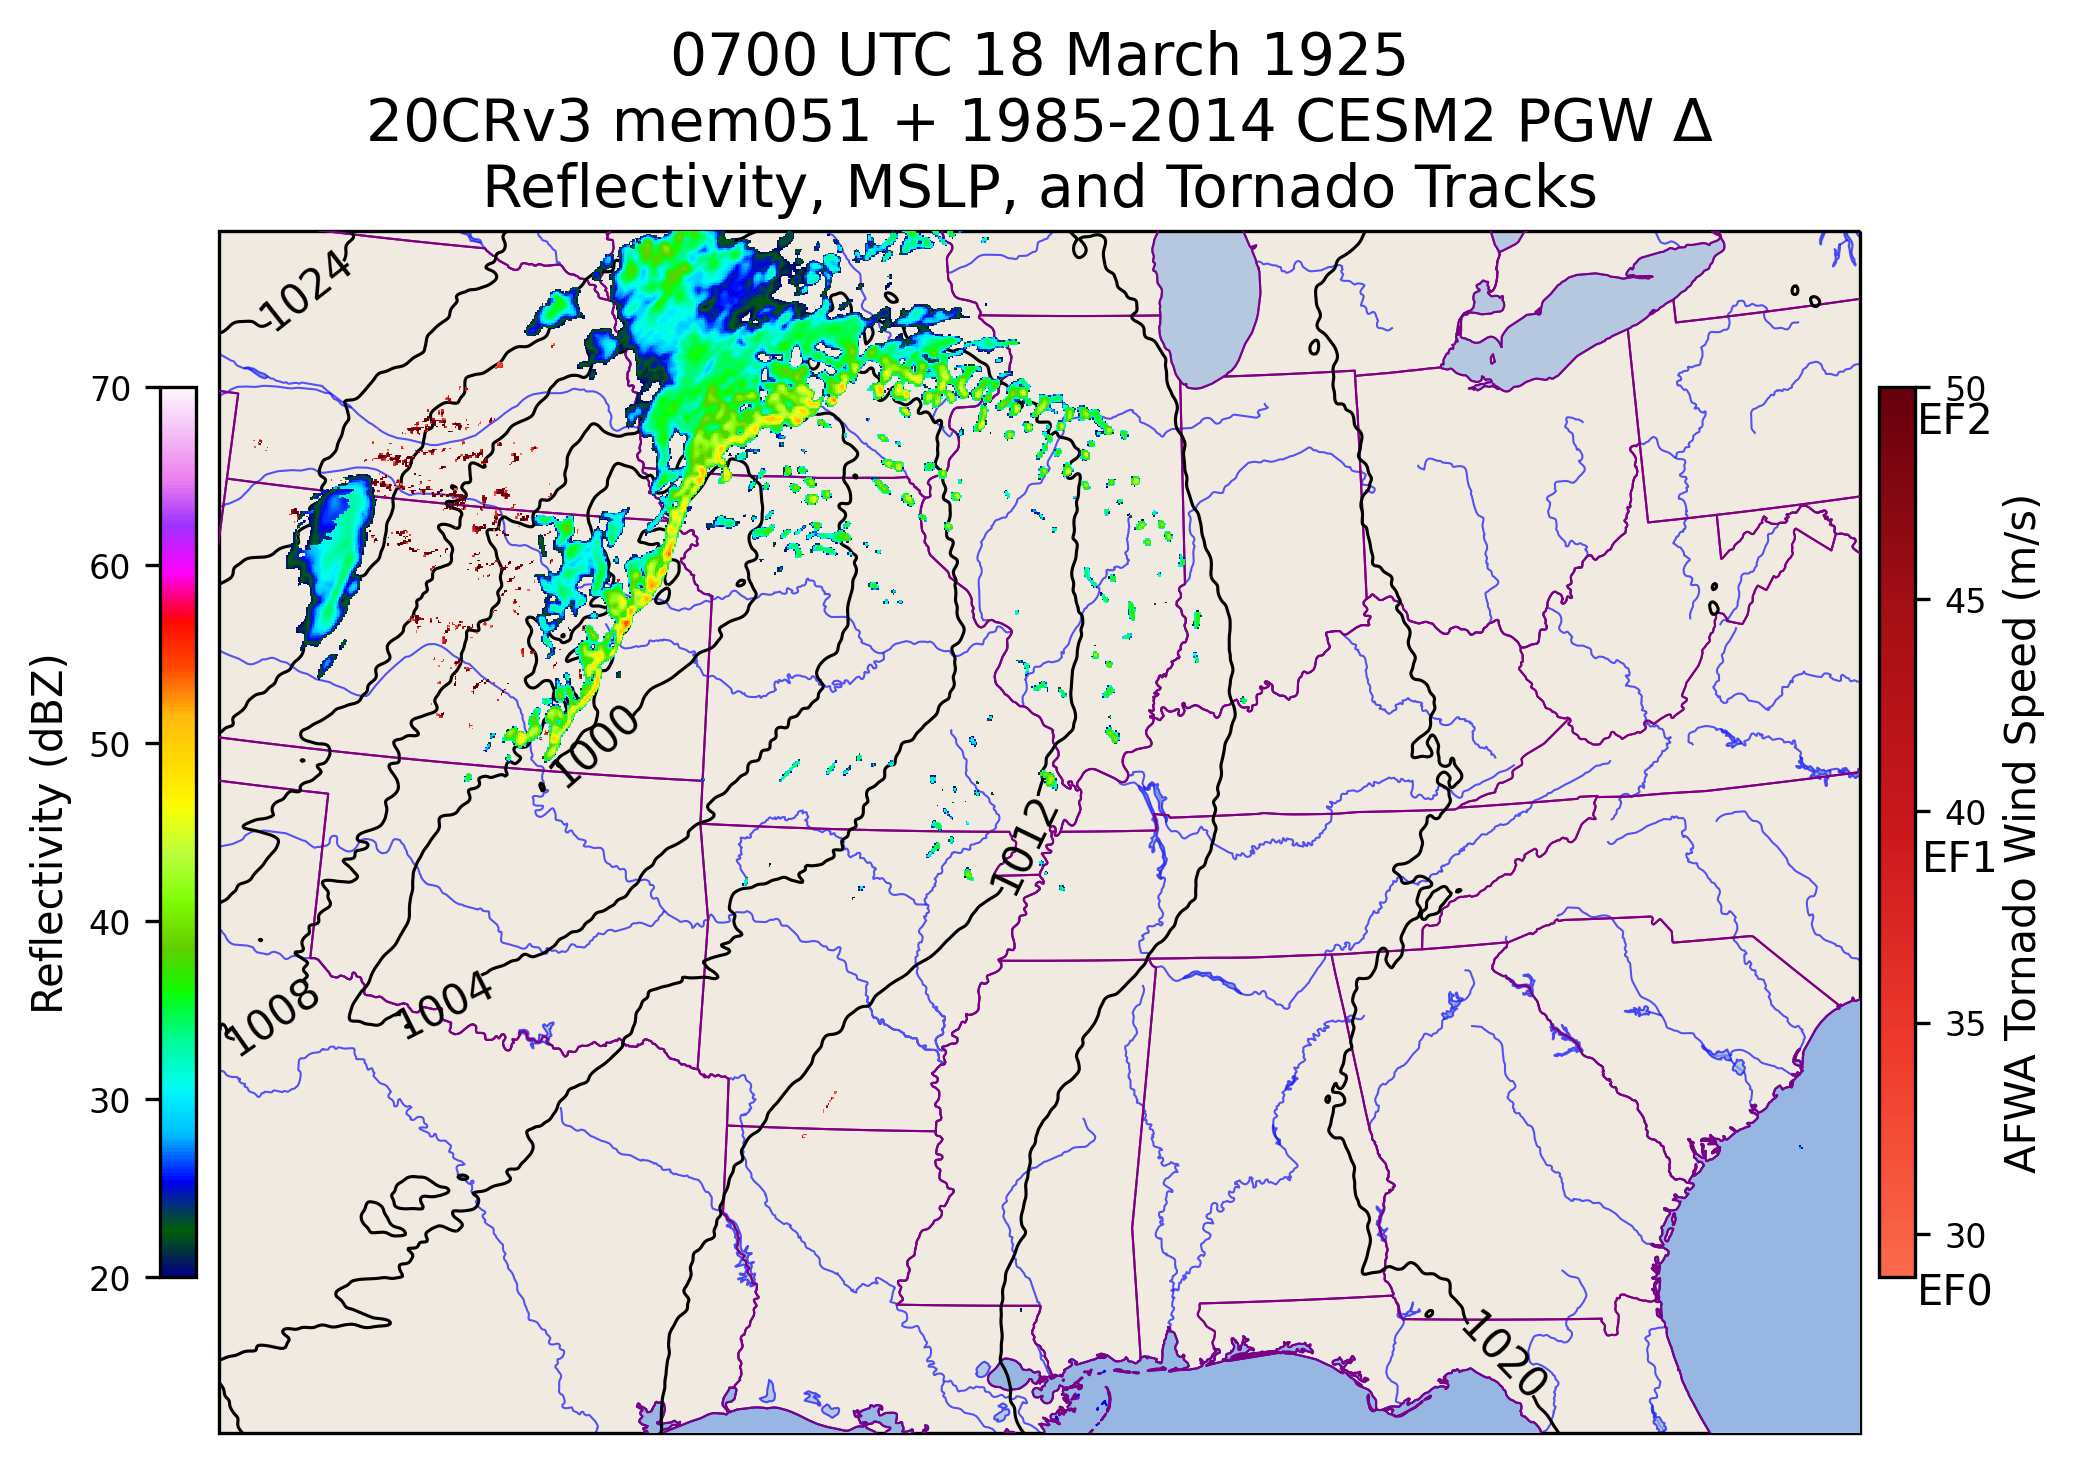 0700 UTC 18 March 1925
20CRv3 mem051 + 1985-2014 CESM2 PGW Δ
Reflectivity, MSLP, and Tornado Tracks
1024
1000
1012
1008
1004
1020
70
60
50
40
30
20
Reflectivity (dBZ)
50
EF2
45
40
EF1
35
30
EF0
AFWA Tornado Wind Speed (m/s)